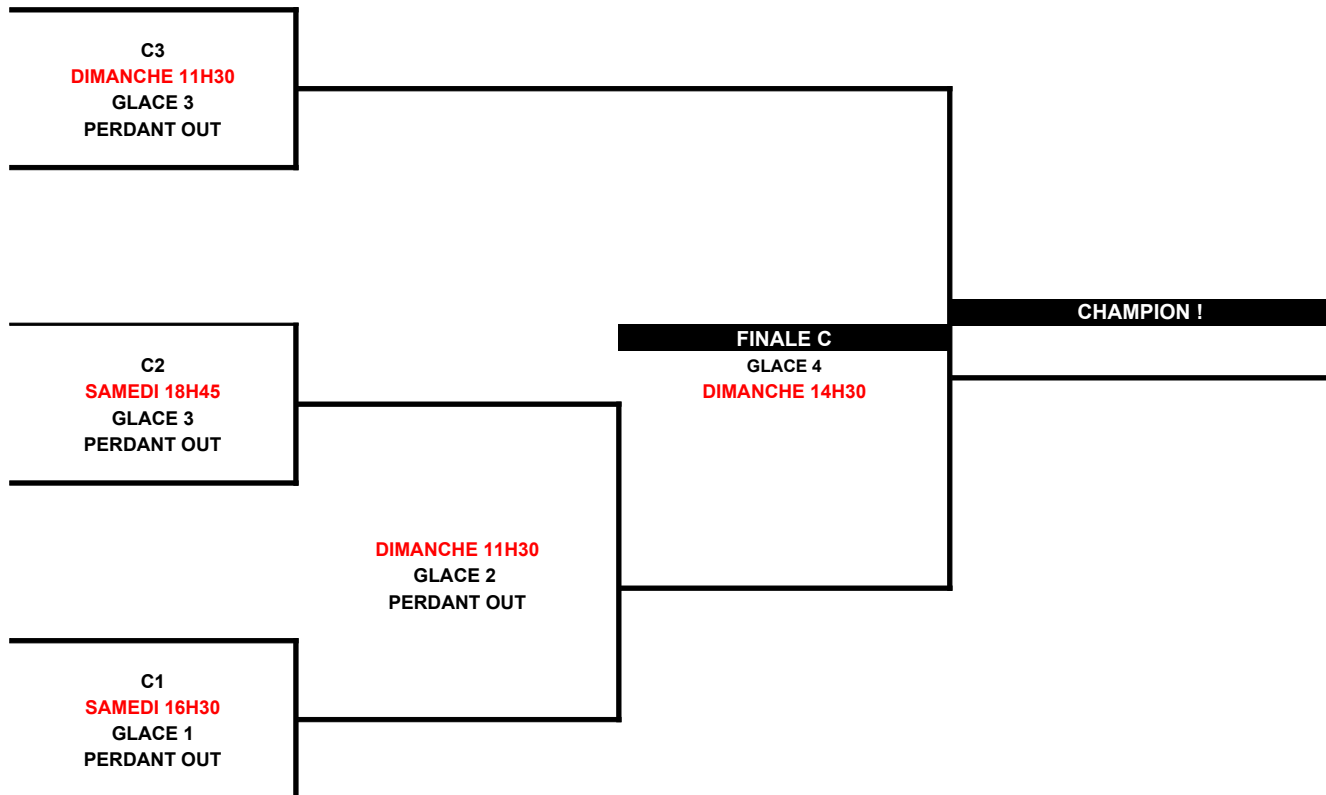 C3
DIMANCHE 11H30
GLACE 3
PERDANT OUT
CHAMPION !
FINALE C
GLACE 4
DIMANCHE 14H30
C2
SAMEDI 18H45
GLACE 3
PERDANT OUT
DIMANCHE 11H30
GLACE 2
PERDANT OUT
C1
SAMEDI 16H30
GLACE 1
PERDANT OUT